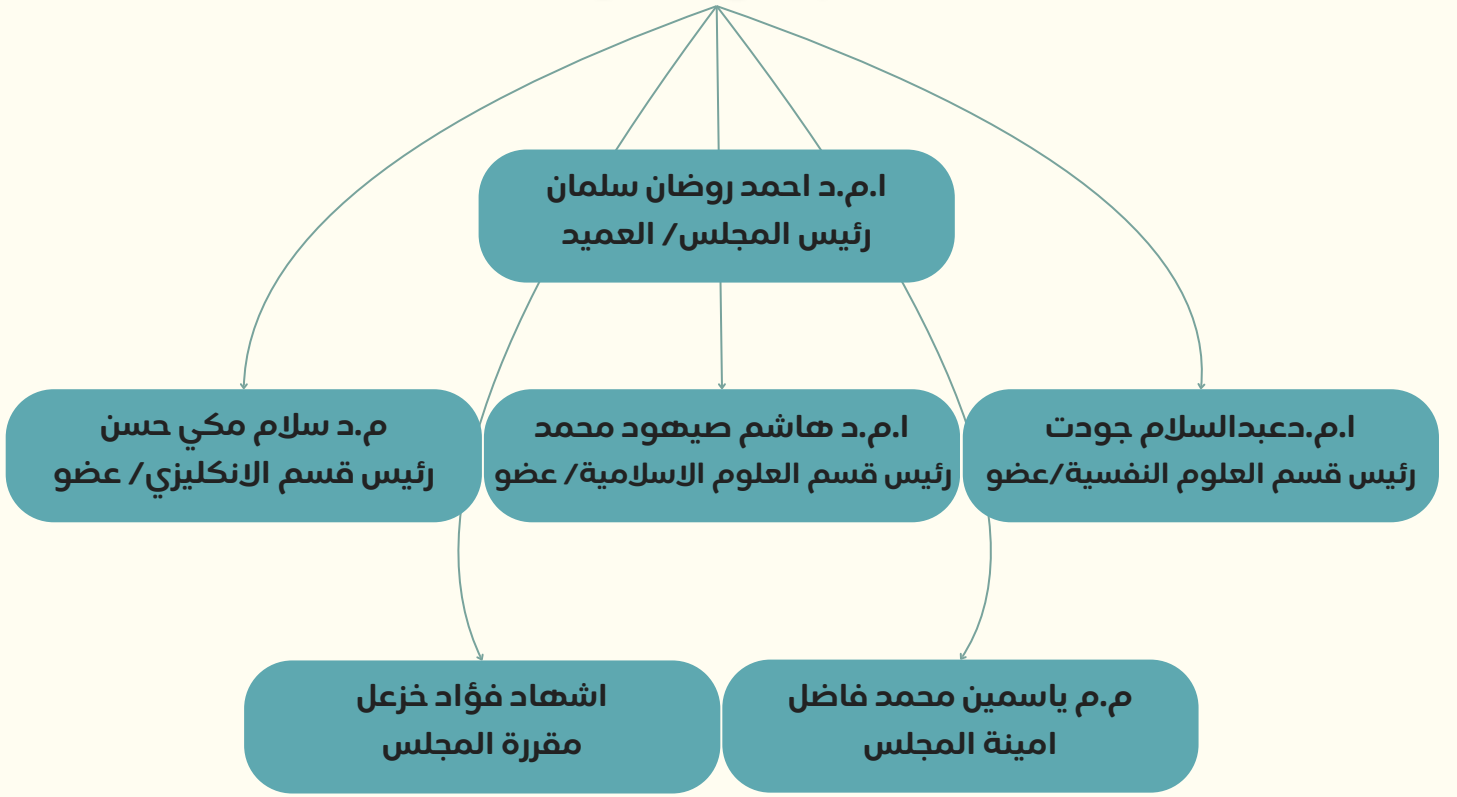 ا.م.د احمد روضان سلمان
رئيس المجلس/ العميد
ا.م.دعبدالسلام جودت
رئيس قسم العلوم النفسية/عضو
ا.م.د هاشم صيهود محمد
رئيس قسم العلوم الاسلامية/ عضو
م.د سلام مكي حسن
رئيس قسم الانكليزي/ عضو
م.م ياسمين محمد فاضل
امينة المجلس
اشهاد فؤاد خزعل
مقررة المجلس